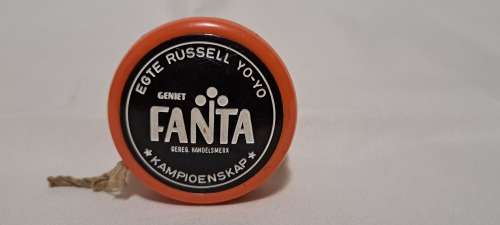 EGTE RUSSELL YO-YO
GENIET
FANTA
GEREG. HANDELSMERK
★KAMPIOENSKAP★